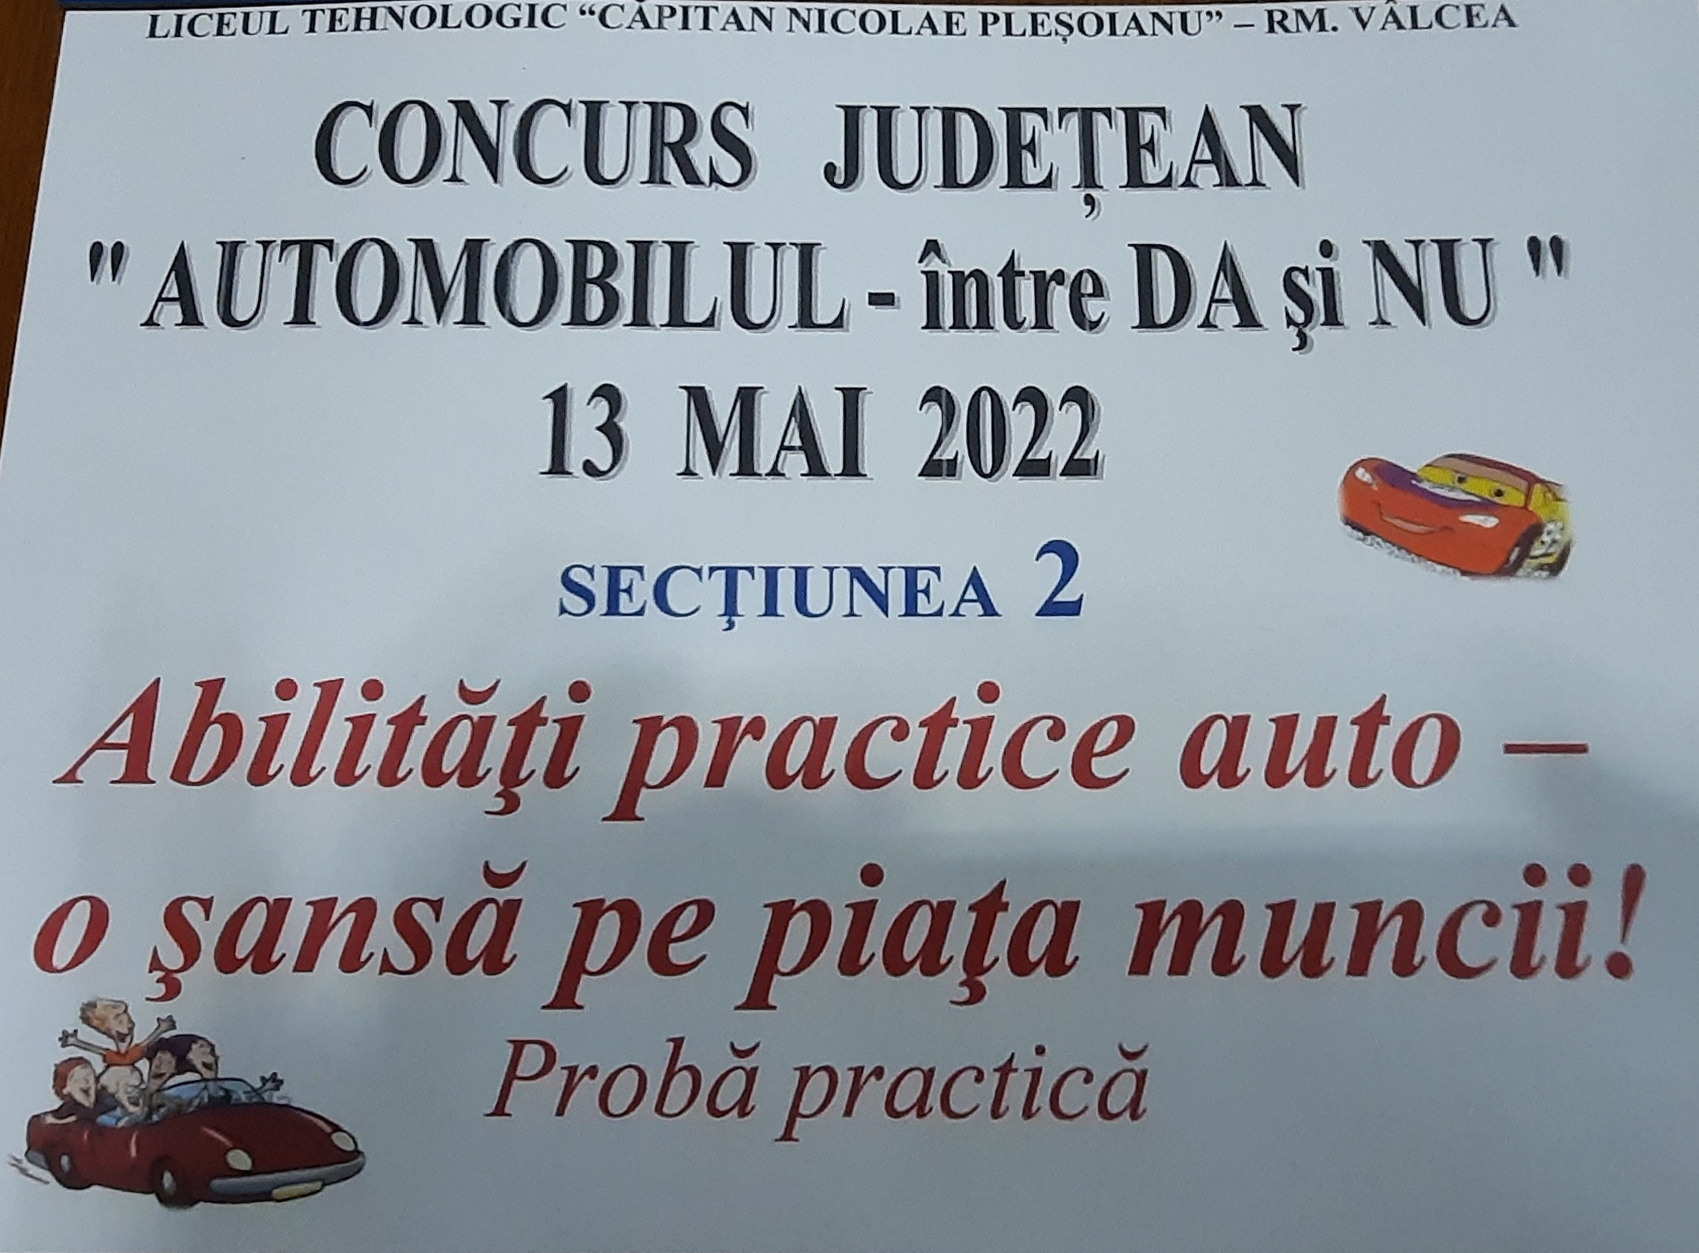 LICEUL TEHNOLOGIC “CĂPITAN NICOLAE PLEȘOIANU” – RM. VÂLCEA
CONCURS JUDEȚEAN
" AUTOMOBILUL - între DA şi NU "
13 MAI 2022
SECŢIUNEA 2
Abilităţi practice auto –
o şansă pe piaţa muncii!
Probă practică